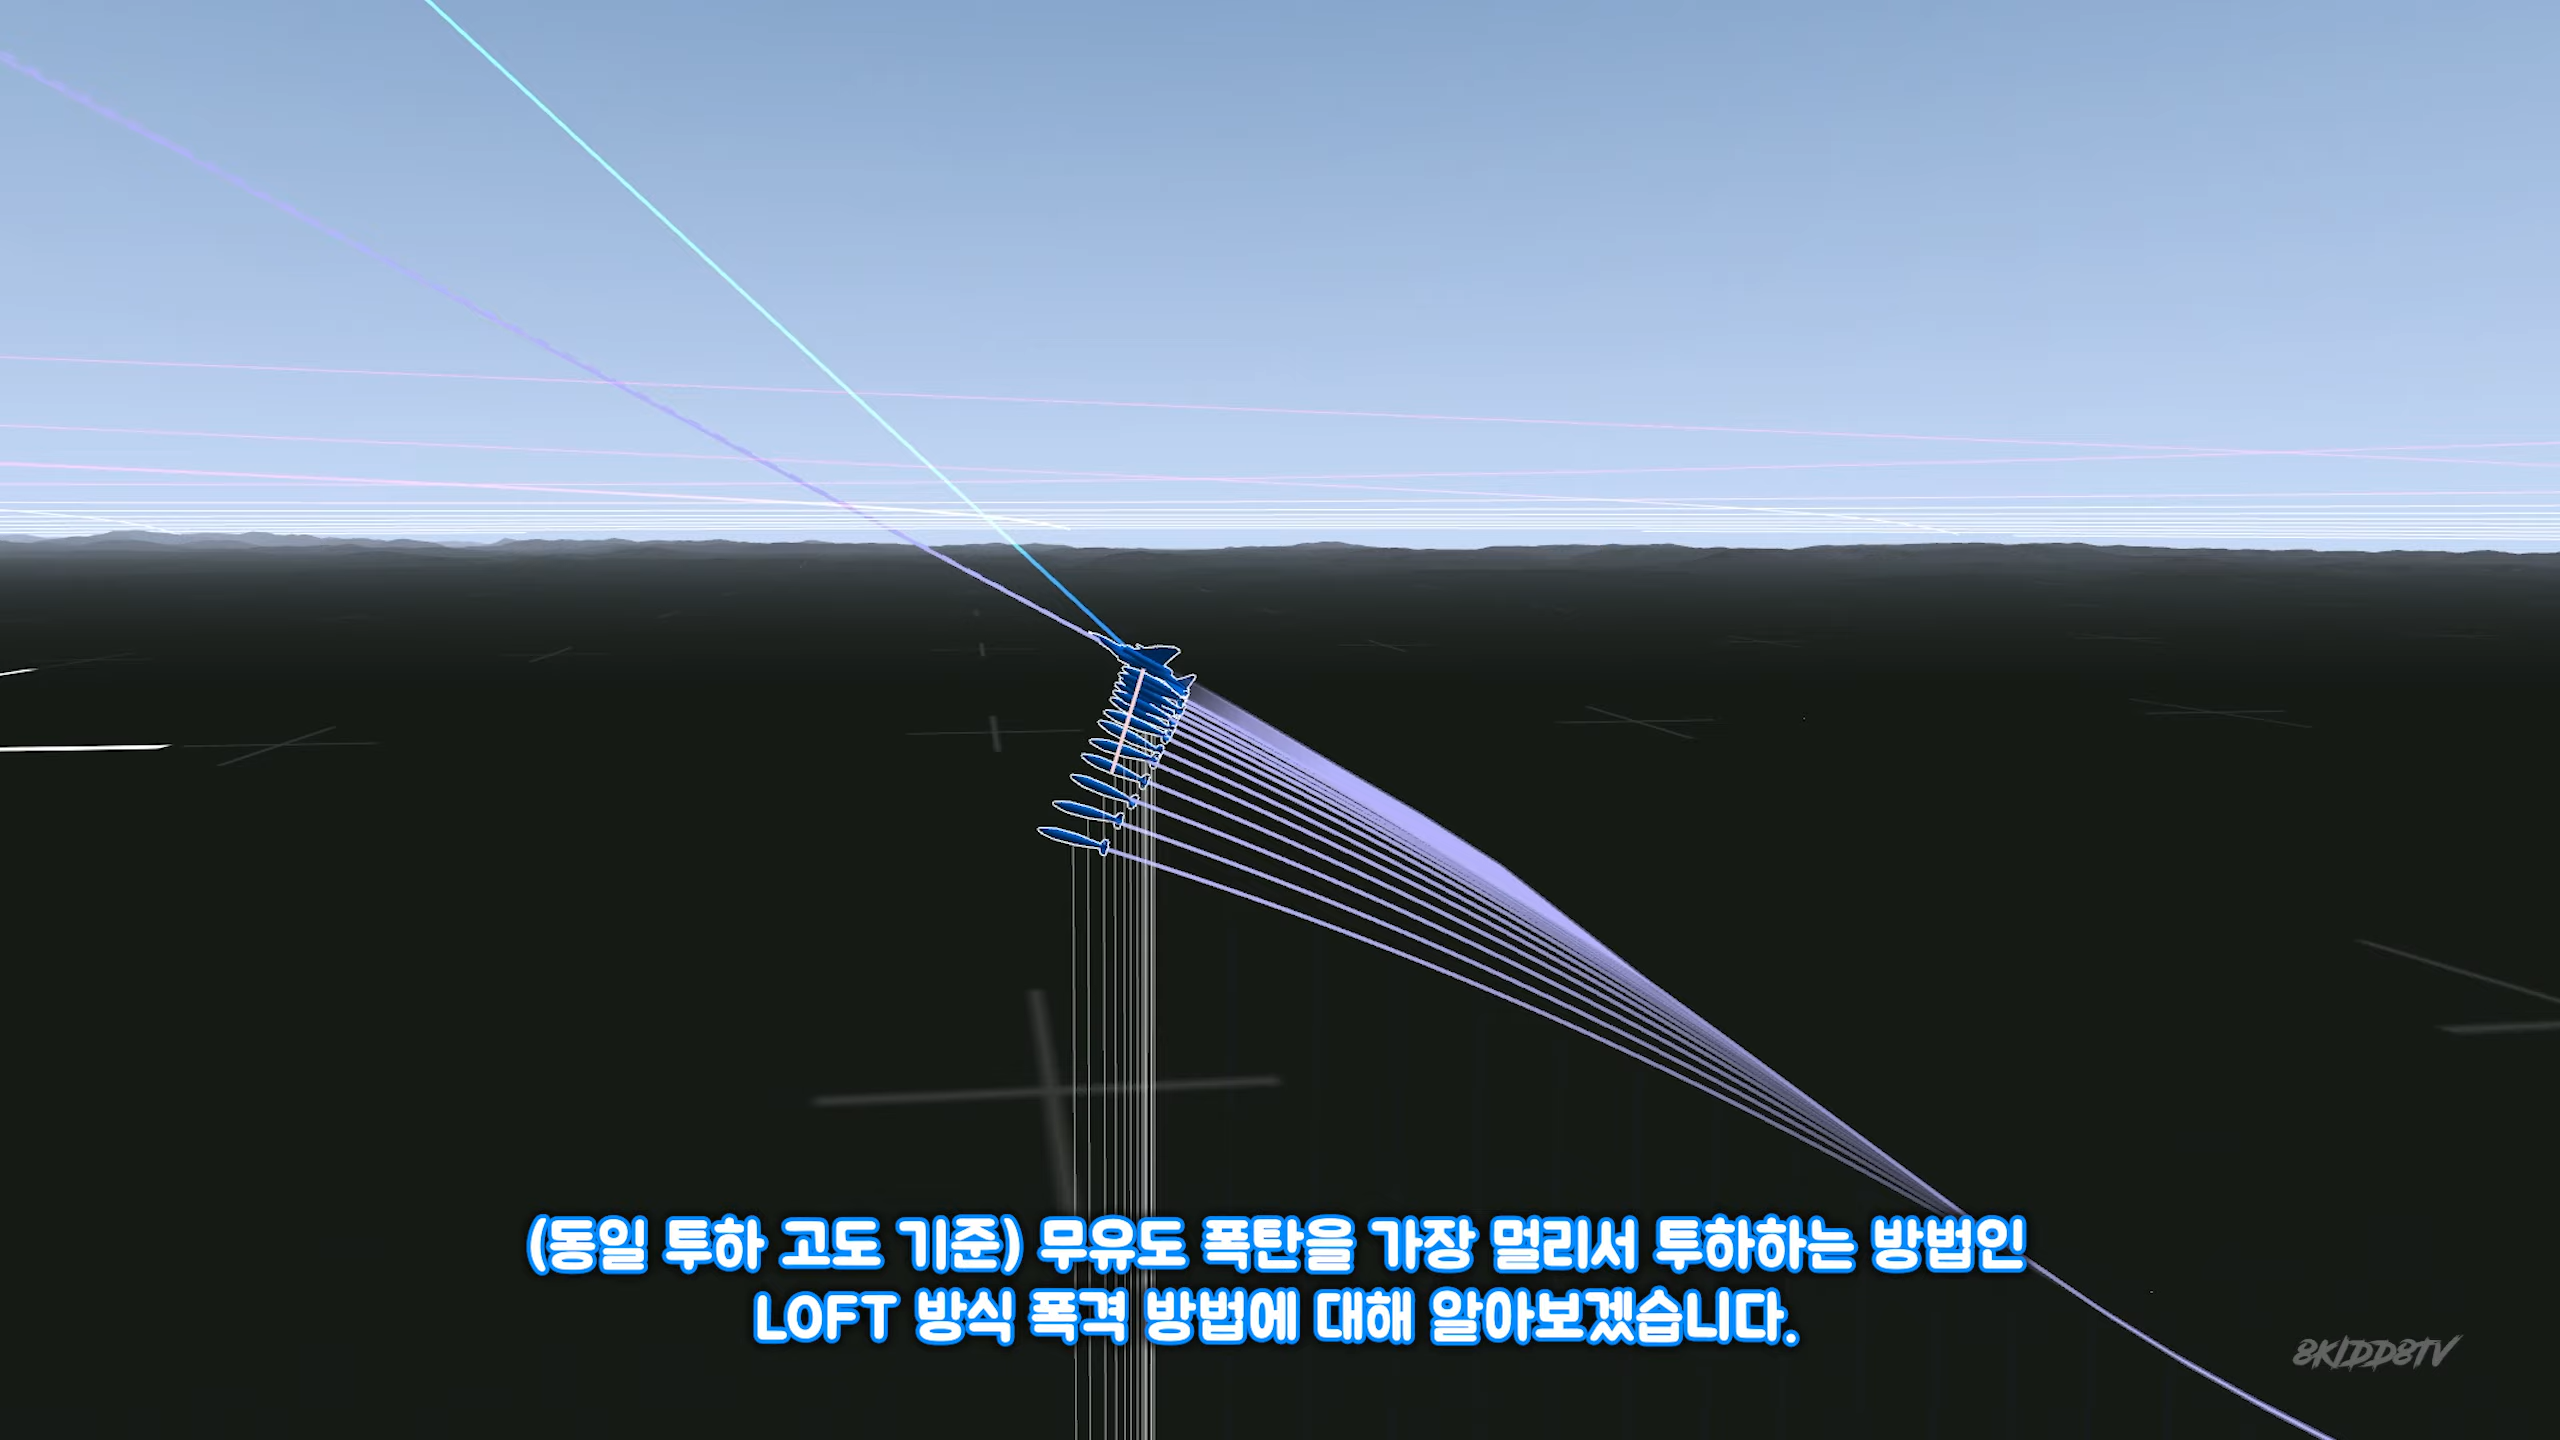 (동일 투하 고도 기준) 무유도 폭탄을 가장 멀리서 투하하는 방법인
LOFT 방식 폭격 방법에 대해 알아보겠습니다.
8KIDD8TV